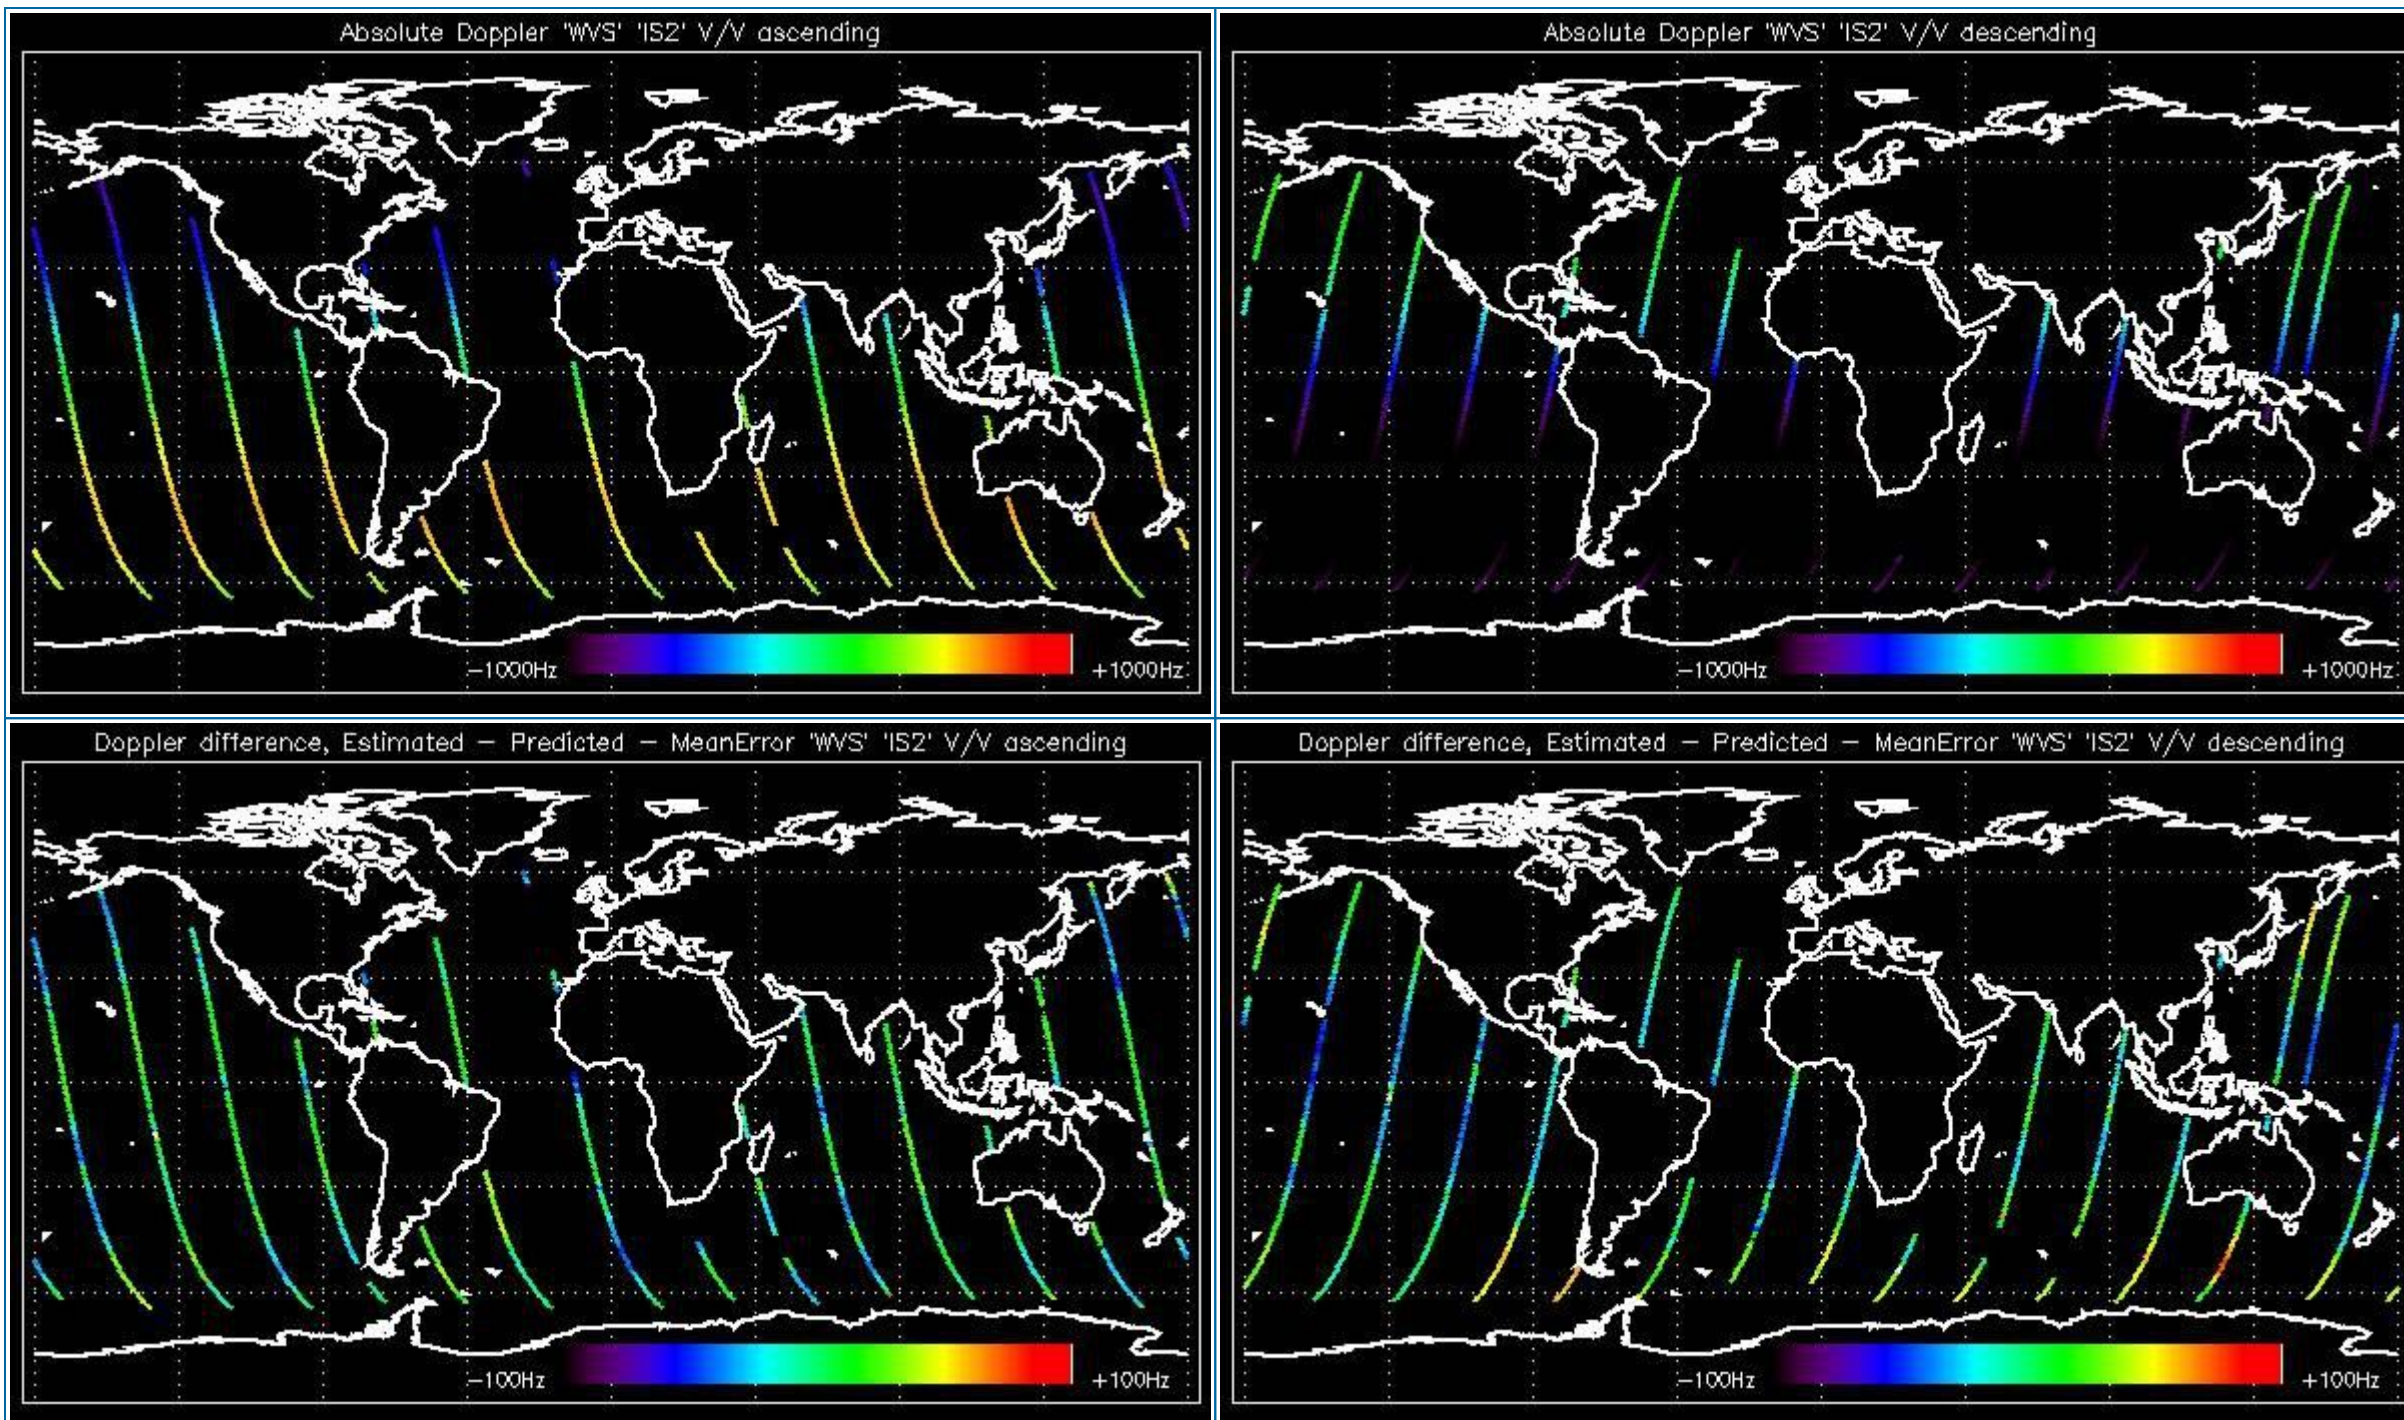 Absolute Doppler 'WVS' 'IS2' V/V ascending
-1000Hz
+1000Hz
Absolute Doppler 'WVS' 'IS2' V/V descending
-1000Hz
+1000Hz
Doppler difference, Estimated - Predicted - MeanError 'WVS' 'IS2' V/V ascending
-100Hz
+100Hz
Doppler difference, Estimated - Predicted - MeanError 'WVS' 'IS2' V/V descending
-100Hz
+100Hz